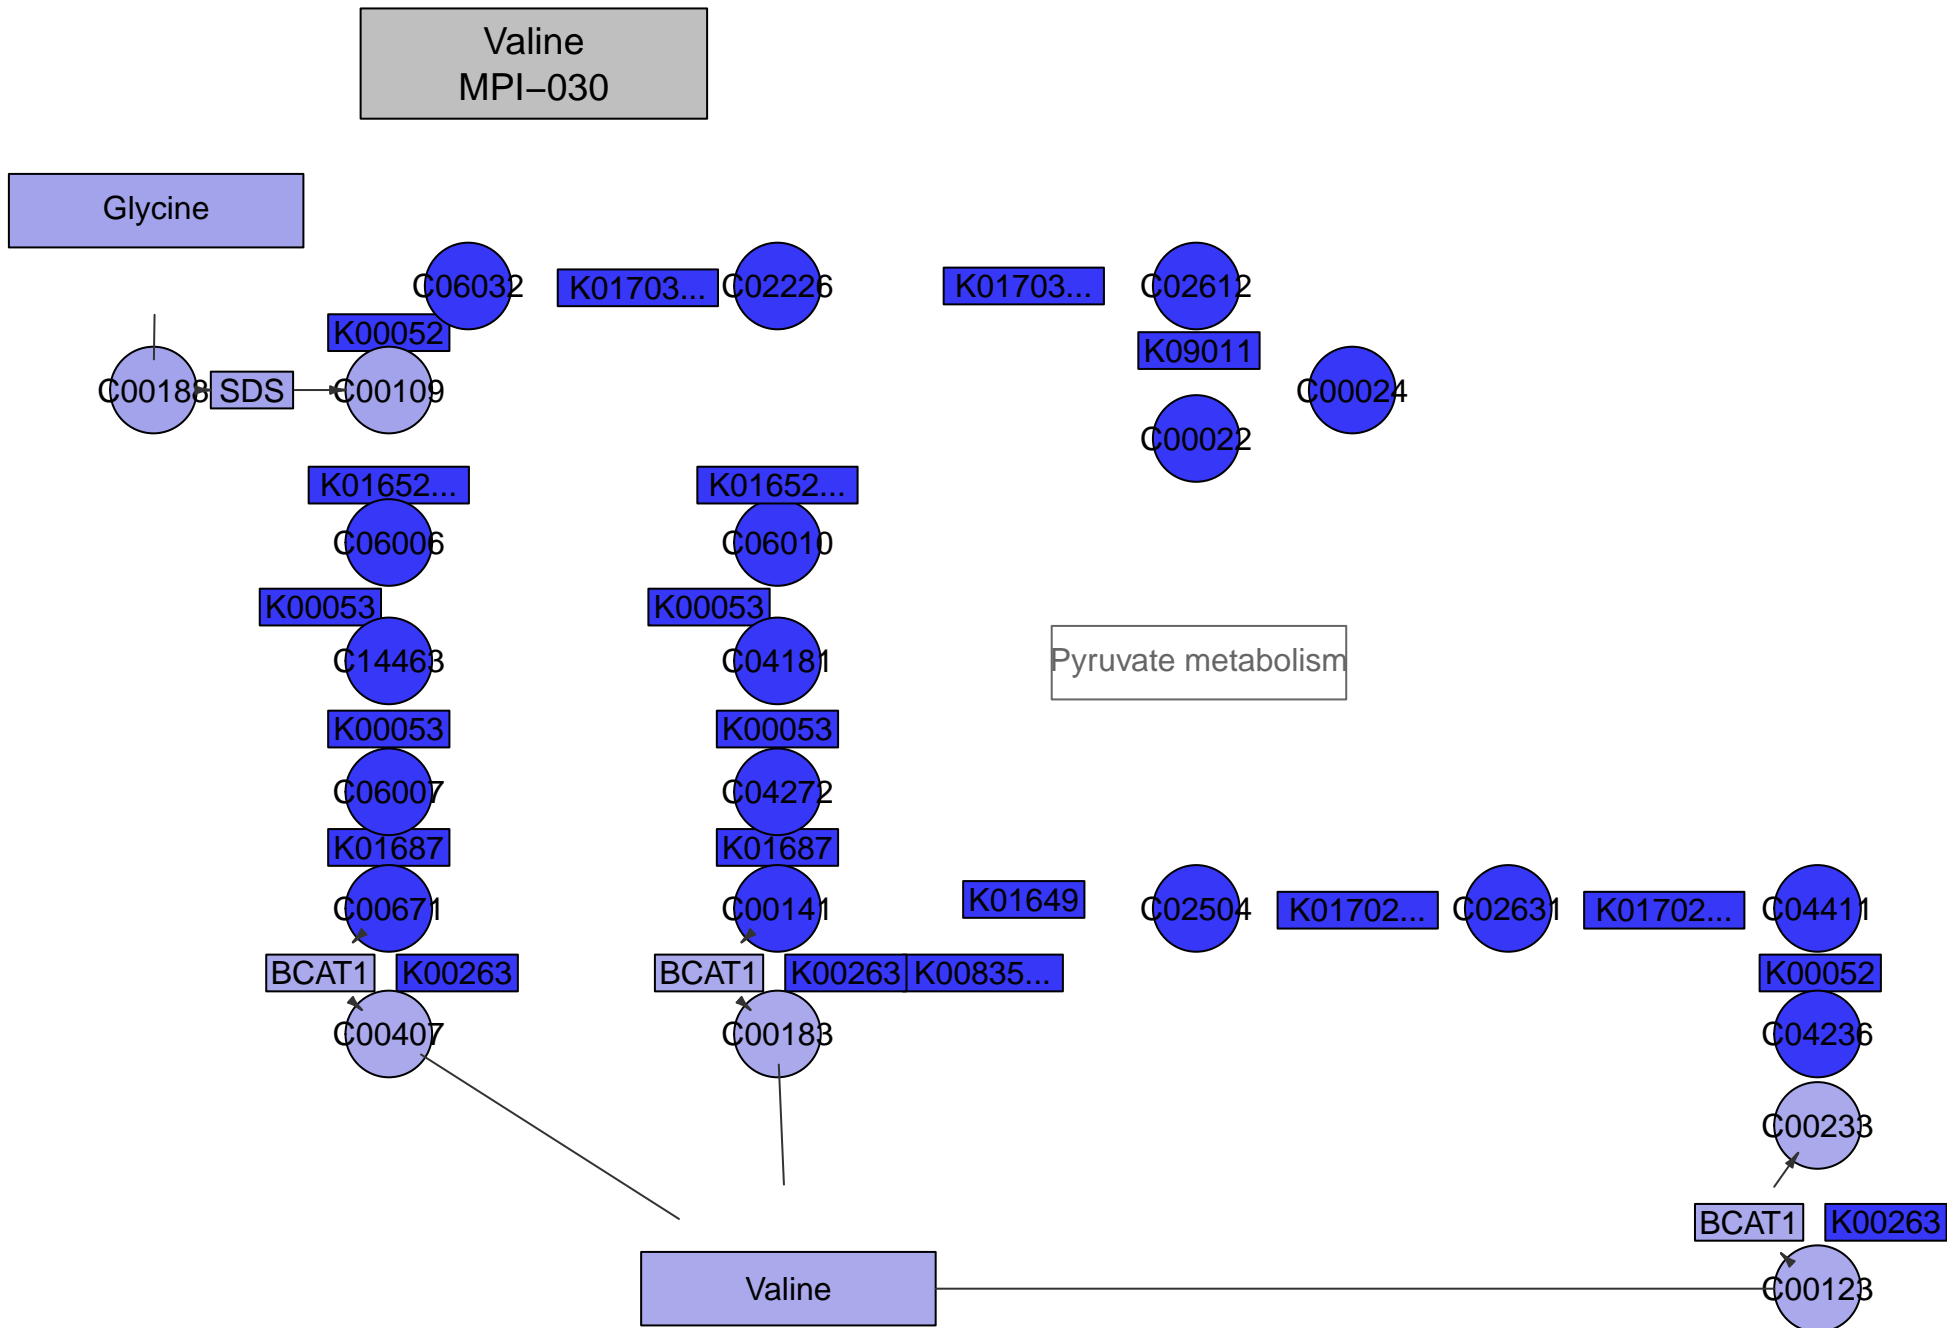 Valine
MPI−030
Glycine
C06032
K01703...
C02226
K01703...
C02612
K00052
K09011
C00188
SDS
C00109
C00024
C00022
K01652...
K01652...
C06006
C06010
K00053
K00053
C14463
C04181
Pyruvate metabolism
K00053
K00053
C06007
C04272
K01687
K01687
C00671
C00141
K01649
C02504
K01702...
C02631
K01702...
C04411
BCAT1
K00263
BCAT1
K00263
K00835...
K00052
C00407
C00183
C04236
C00233
BCAT1
K00263
Valine
C00123